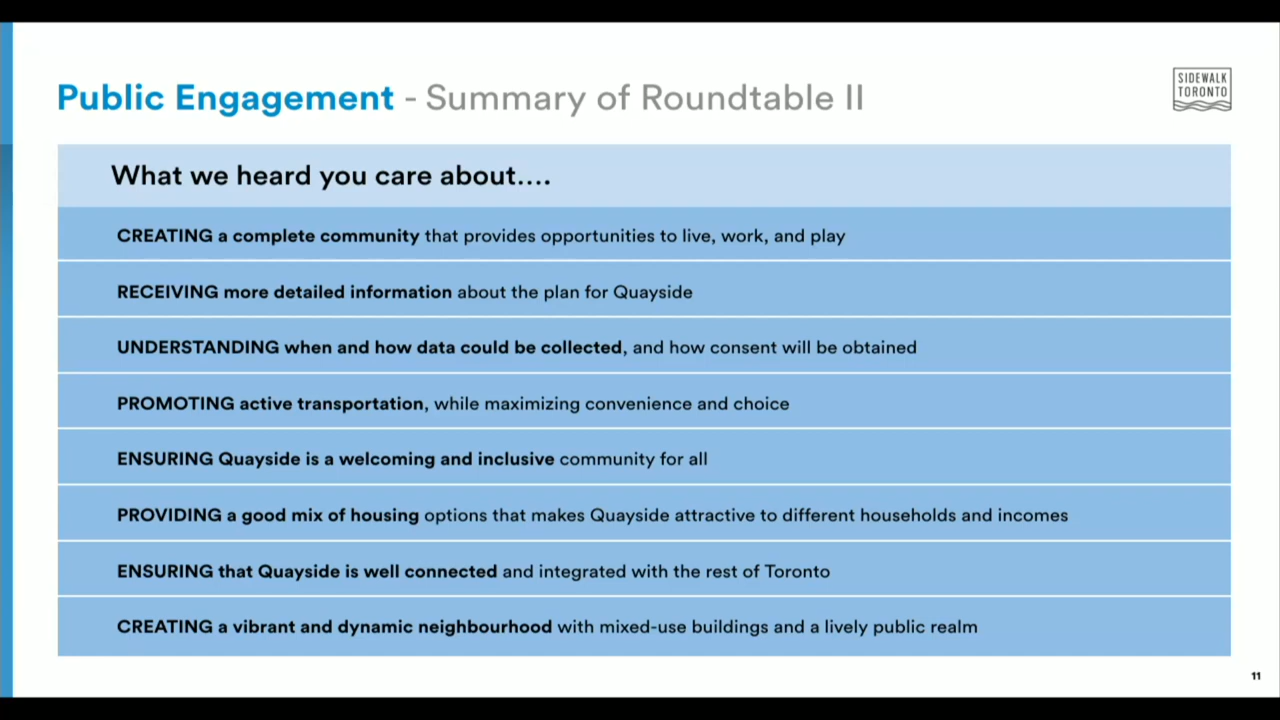 Public Engagement - Summary of Roundtable II
SIDEWALK
TORONTO
What we heard you care about....
CREATING a complete community that provides opportunities to live, work, and play
RECEIVING more detailed information about the plan for Quayside
UNDERSTANDING when and how data could be collected, and how consent will be obtained
PROMOTING active transportation, while maximizing convenience and choice
ENSURING Quayside is a welcoming and inclusive community for all
PROVIDING a good mix of housing options that makes Quayside attractive to different households and incomes
ENSURING that Quayside is well connected and integrated with the rest of Toronto
CREATING a vibrant and dynamic neighbourhood with mixed-use buildings and a lively public realm
11